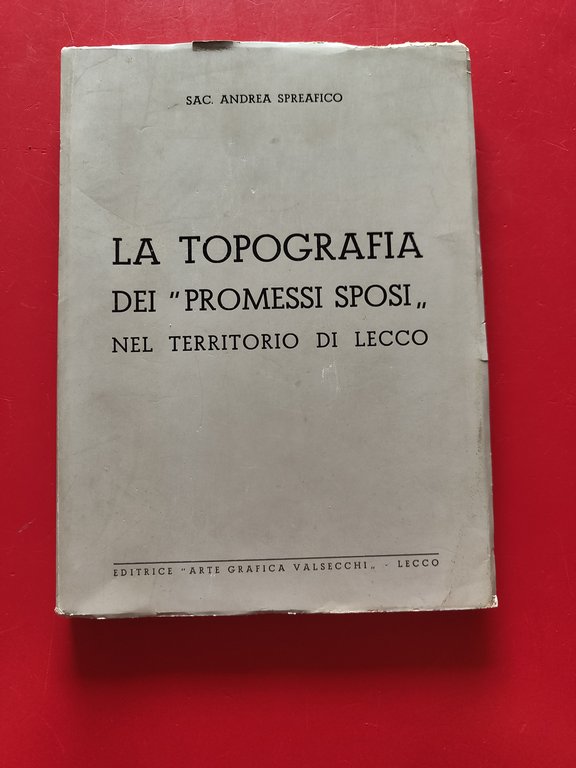 SAC. ANDREA SPREAFICO
LA TOPOGRAFIA
DEI "PROMESSI SPOSI„
NEL TERRITORIO DI LECCO
EDITRICE "ARTE GRAFICA VALSECCHI„ - LECCO